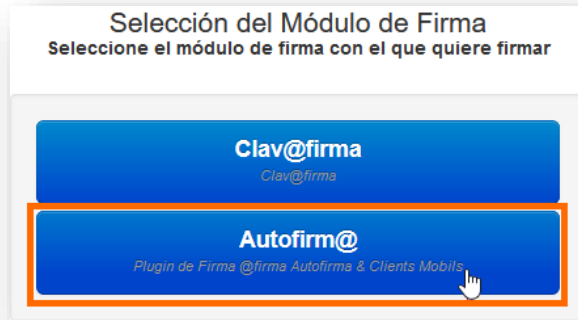 Selección del Módulo de Firma
Seleccione el módulo de firma con el que quiere firmar
Clav@firma
Clav@firma
Autofirm@
Plugin de Firma @firma Autofirma & Clients Mobils